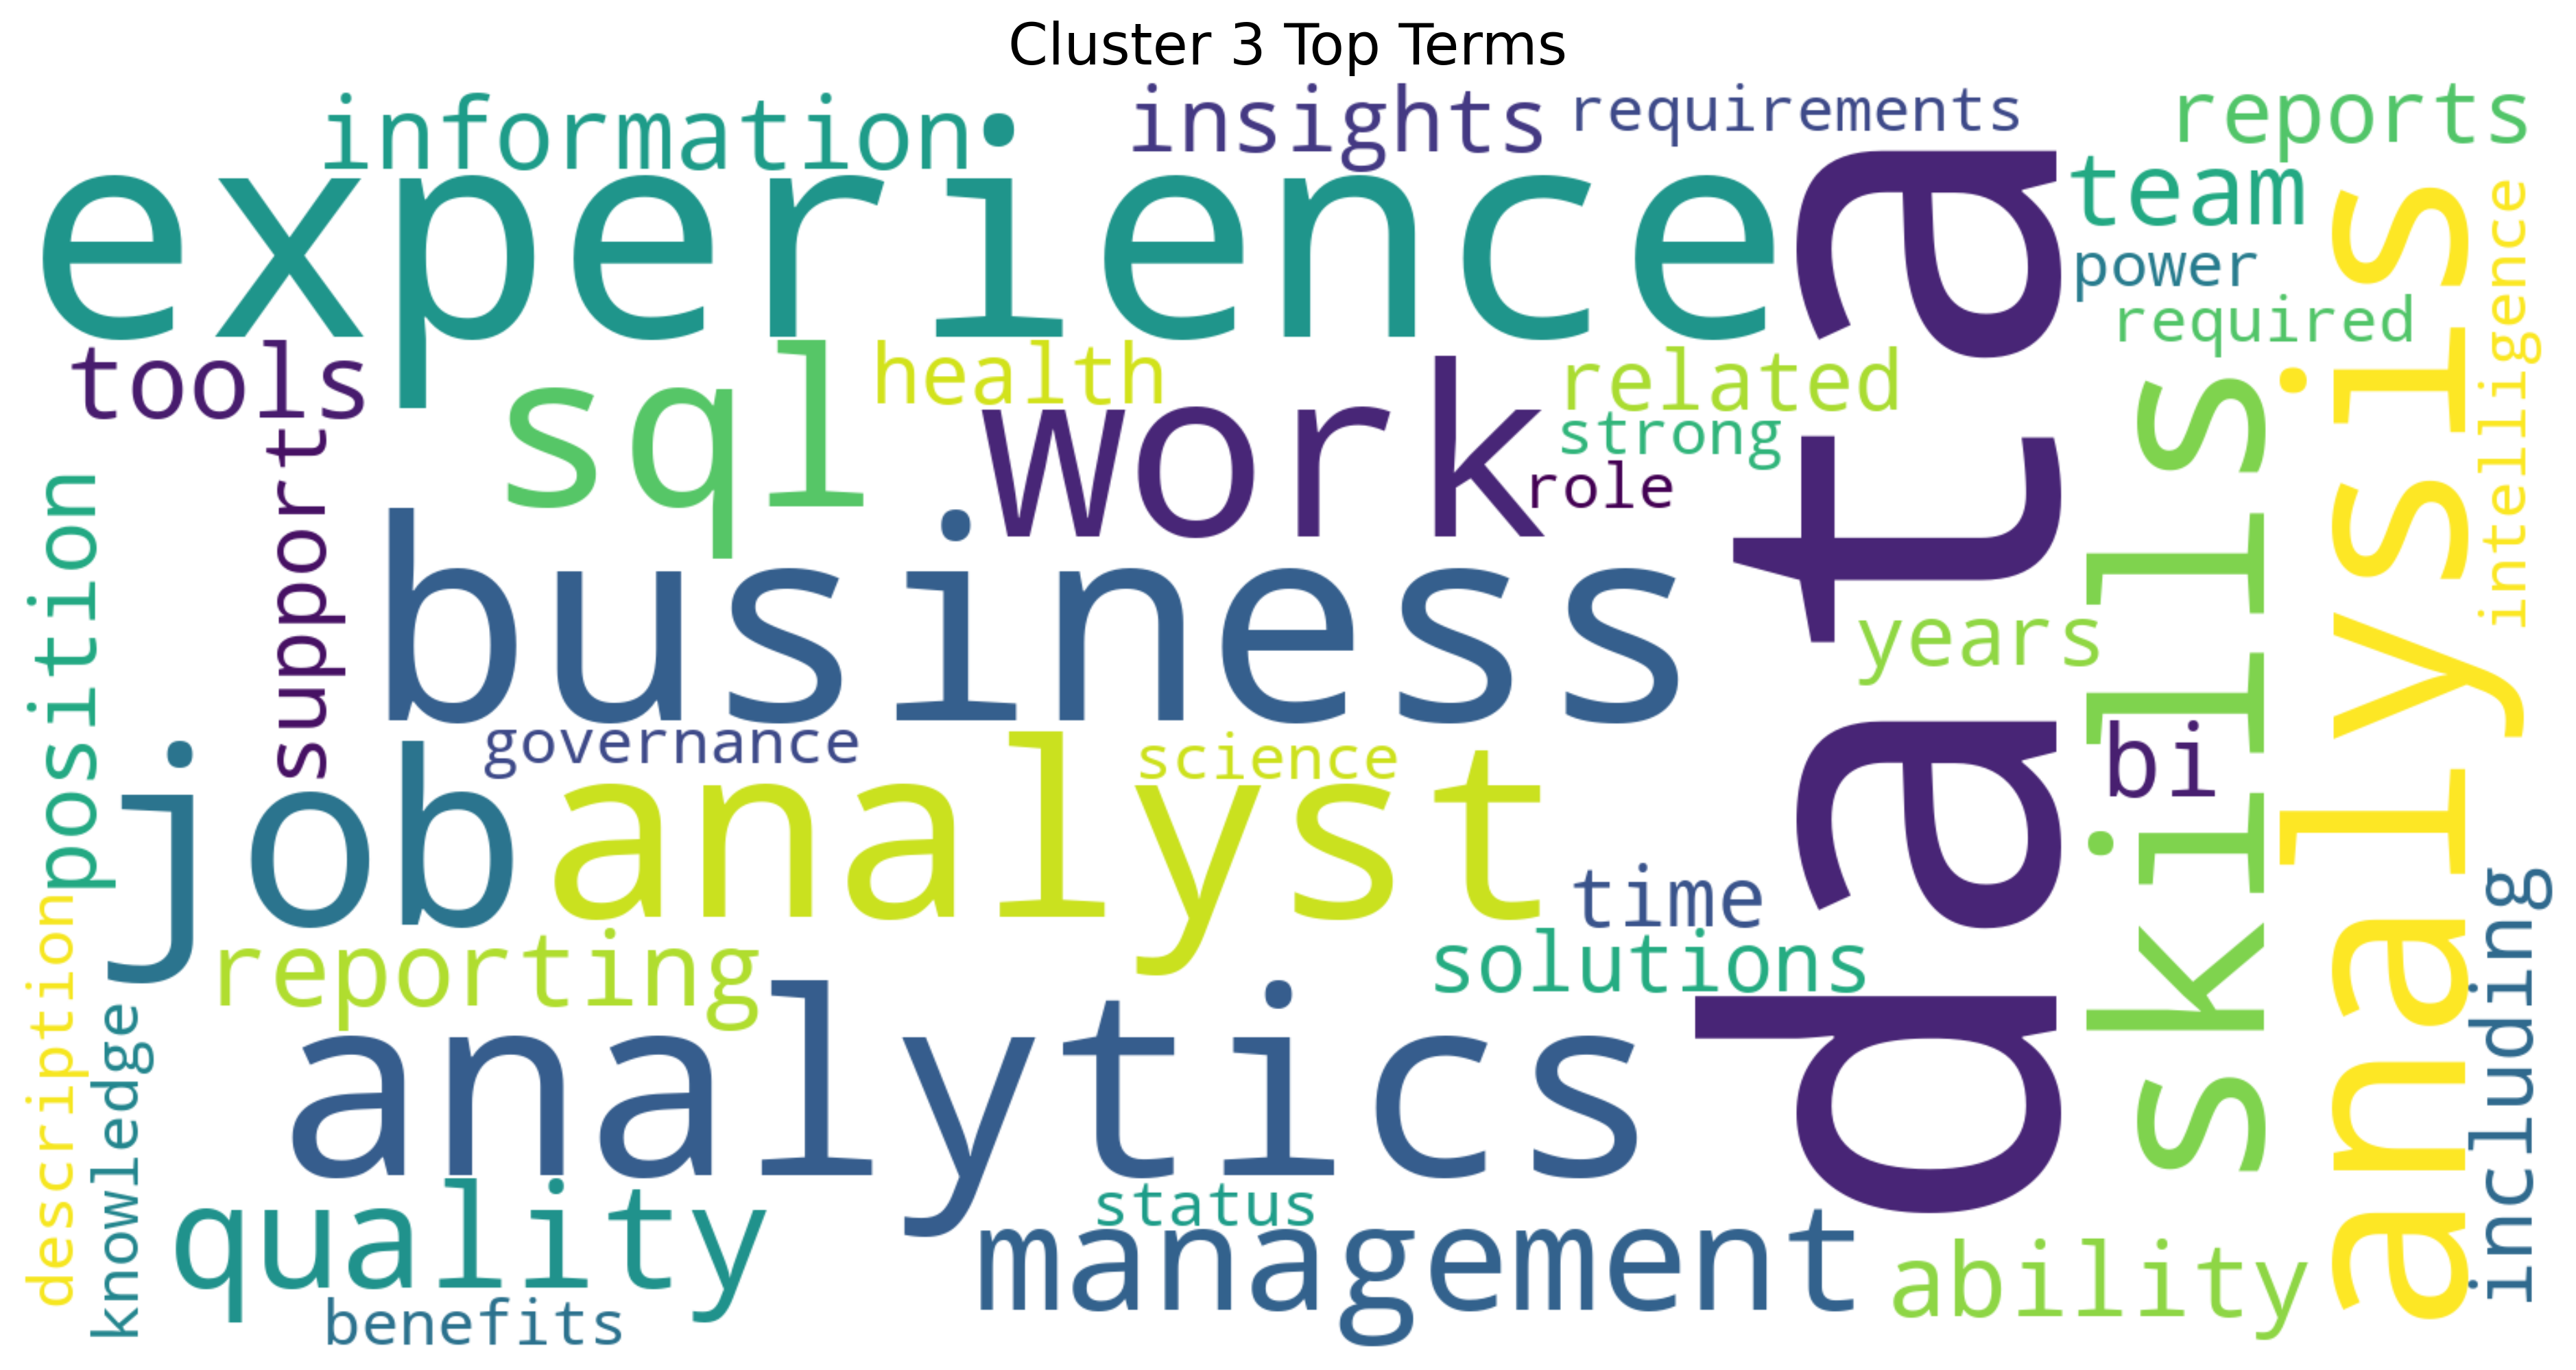 Cluster 3 Top Terms
information
insights
requirements
reports
experience
team
power
required
tools
sql
health
work
related
strong
role
data
skills
analysis
intelligence
position
support
business
years
governance
science
bi
job
analyst
time
reporting
solutions
description
knowledge
analytics
including
quality
status
management
ability
benefits